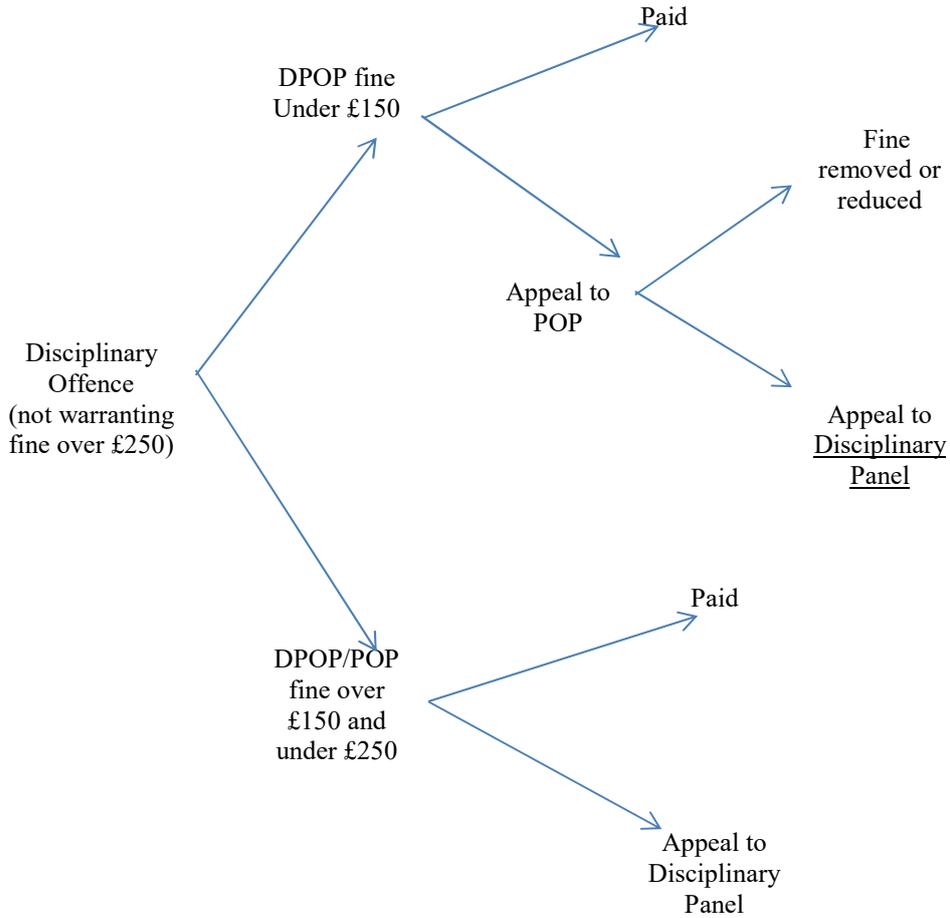 Paid
DPOP fine
Under £150
Fine
removed or
reduced
Appeal to
POP
Disciplinary
Offence
(not warranting
fine over £250)
Appeal to
Disciplinary
Panel
Paid
DPOP/POP
fine over
£150 and
under £250
Appeal to
Disciplinary
Panel